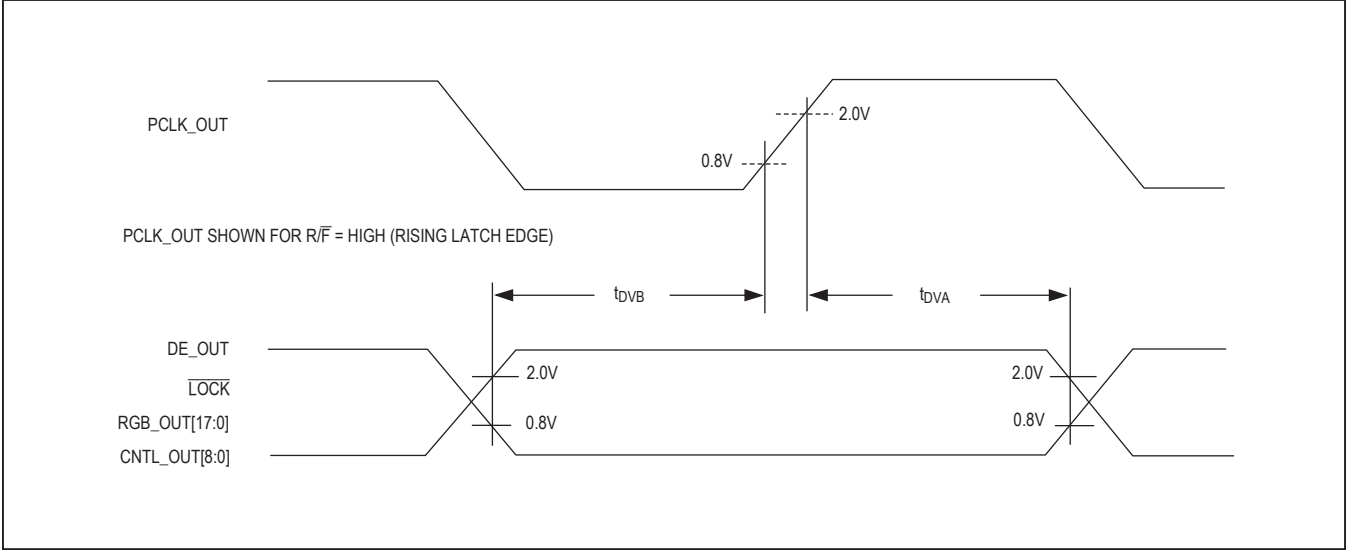 PCLK_OUT
2.0V
0.8V
PCLK_OUT SHOWN FOR R/F̅ = HIGH (RISING LATCH EDGE)
tDVB
tDVA
DE_OUT
L̅O̅C̅K̅
RGB_OUT[17:0]
CNTL_OUT[8:0]
2.0V
0.8V
2.0V
0.8V